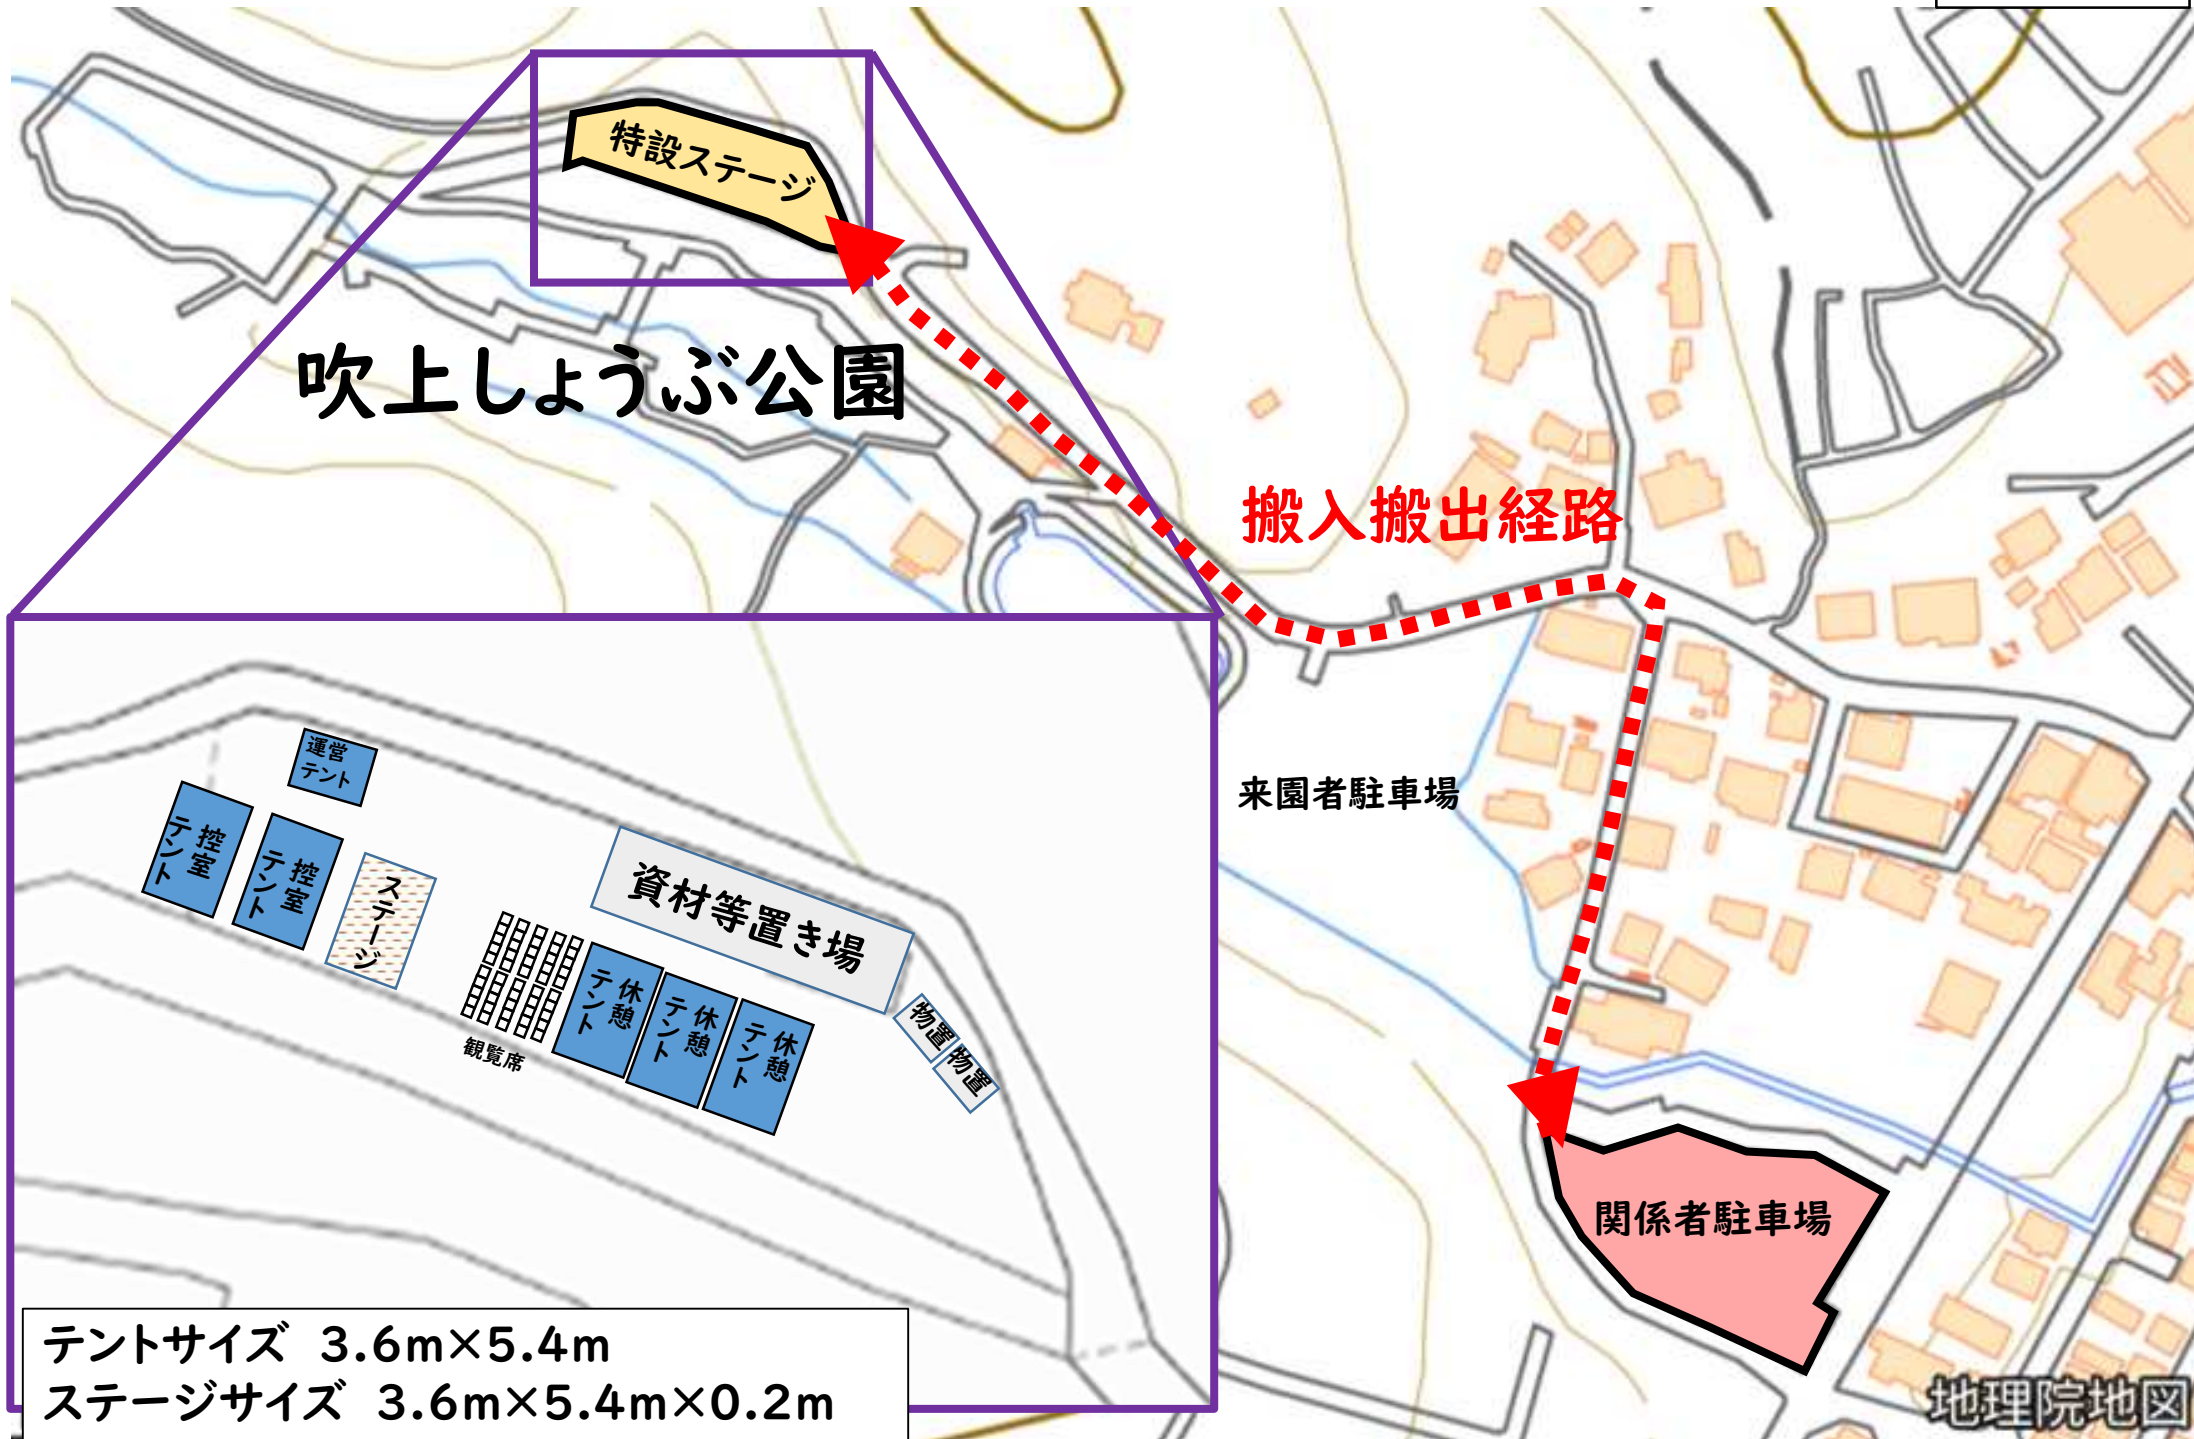 特設ステージ
吹上しょうぶ公園
搬入搬出経路
来園者駐車場
関係者駐車場
運営
テント
控室
テント
控室
テント
ステージ
観覧席
資材等置き場
休憩
テント
休憩
テント
休憩
テント
物置
物置
テントサイズ 3.6m×5.4m
ステージサイズ 3.6m×5.4m×0.2m
地理院地図